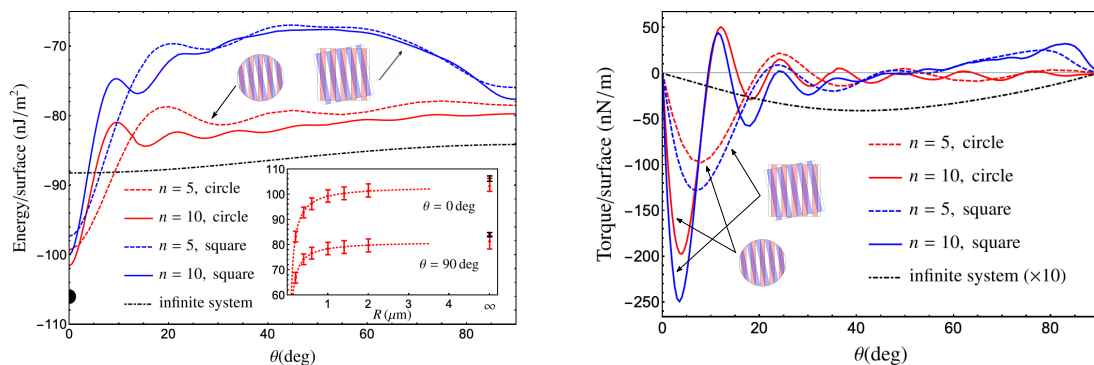 Energy/surface (nJ/m²)
−70
−80
−90
−100
−110
0
20
40
60
80
θ(deg)
n = 5, circle
n = 10, circle
n = 5, square
n = 10, square
infinite system
110
100
90
80
70
60
θ = 0 deg
θ = 90 deg
1
2
3
4
∞
R (μm)
Torque/surface (nN/m)
50
0
−50
−100
−150
−200
−250
0
20
40
60
80
θ(deg)
n = 5, circle
n = 10, circle
n = 5, square
n = 10, square
infinite system (×10)